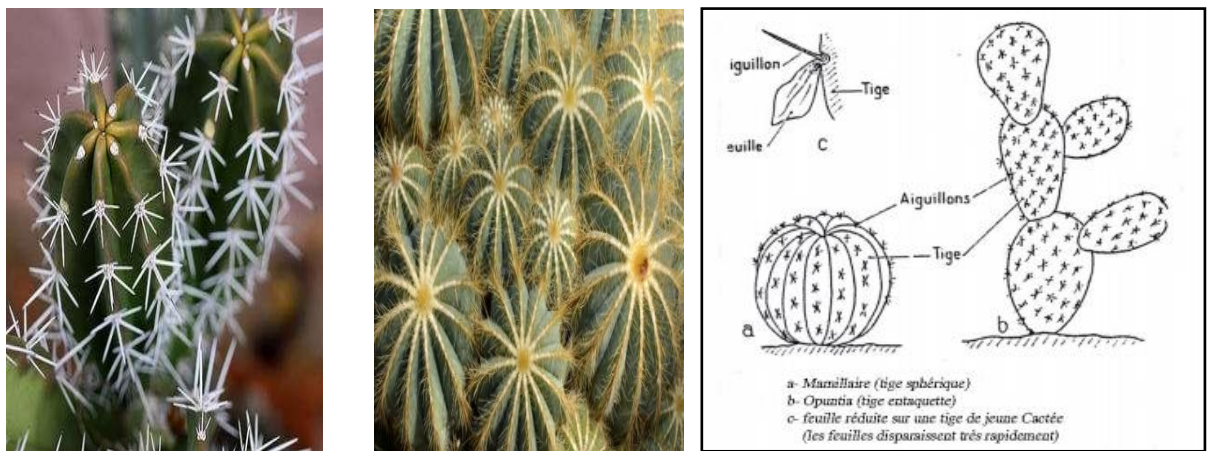 iguillon
Tige
euille
c
Aiguillons
Tige
a
b
a- Mamillaire (tige sphérique)
b- Opuntia (tige entaquette)
c- feuille réduite sur une tige de jeune Cactée
(les feuilles disparaissent très rapidement)